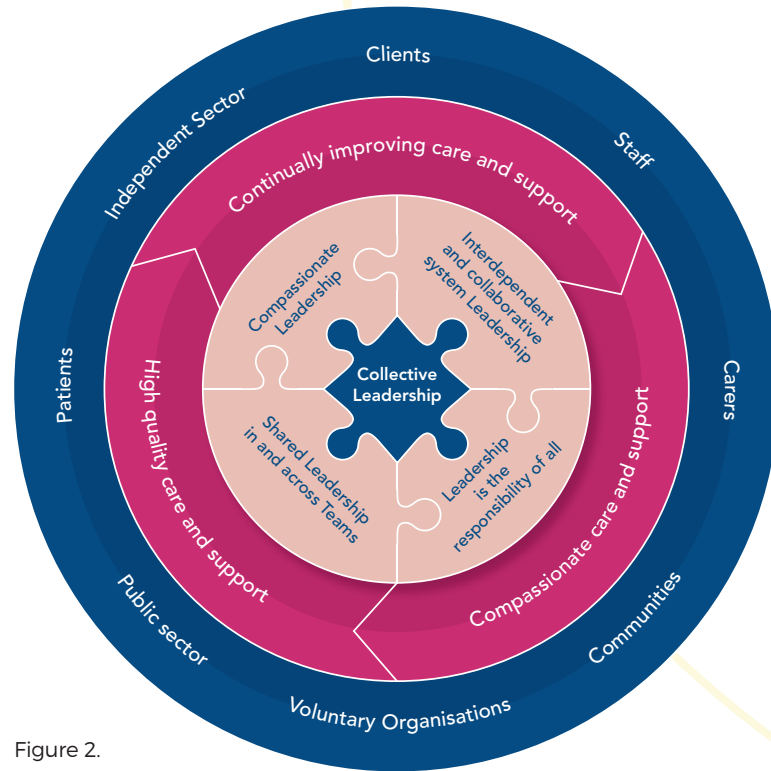 Clients
Staff
Carers
Communities
Voluntary Organisations
Public sector
Patients
Independent Sector
Continually improving care and support
Compassionate care and support
High quality care and support
Compassionate
Leadership
Interdependent
and collaborative
system Leadership
Leadership
is the
responsibility of all
Shared Leadership
in and across Teams
Collective
Leadership
Figure 2.